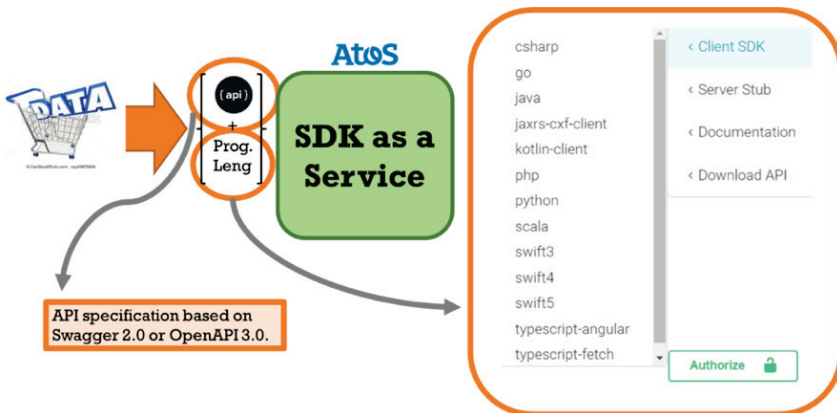 DATA
© CanStockPhoto.com
{api}
+
Prog.
Leng
AtoS
SDK as a
Service
API specification based on
Swagger 2.0 or OpenAPI 3.0.
csharp
go
java
jaxrs-cxf-client
kotlin-client
php
python
scala
swift3
swift4
swift5
typescript-angular
typescript-fetch
< Client SDK
< Server Stub
< Documentation
< Download API
Authorize